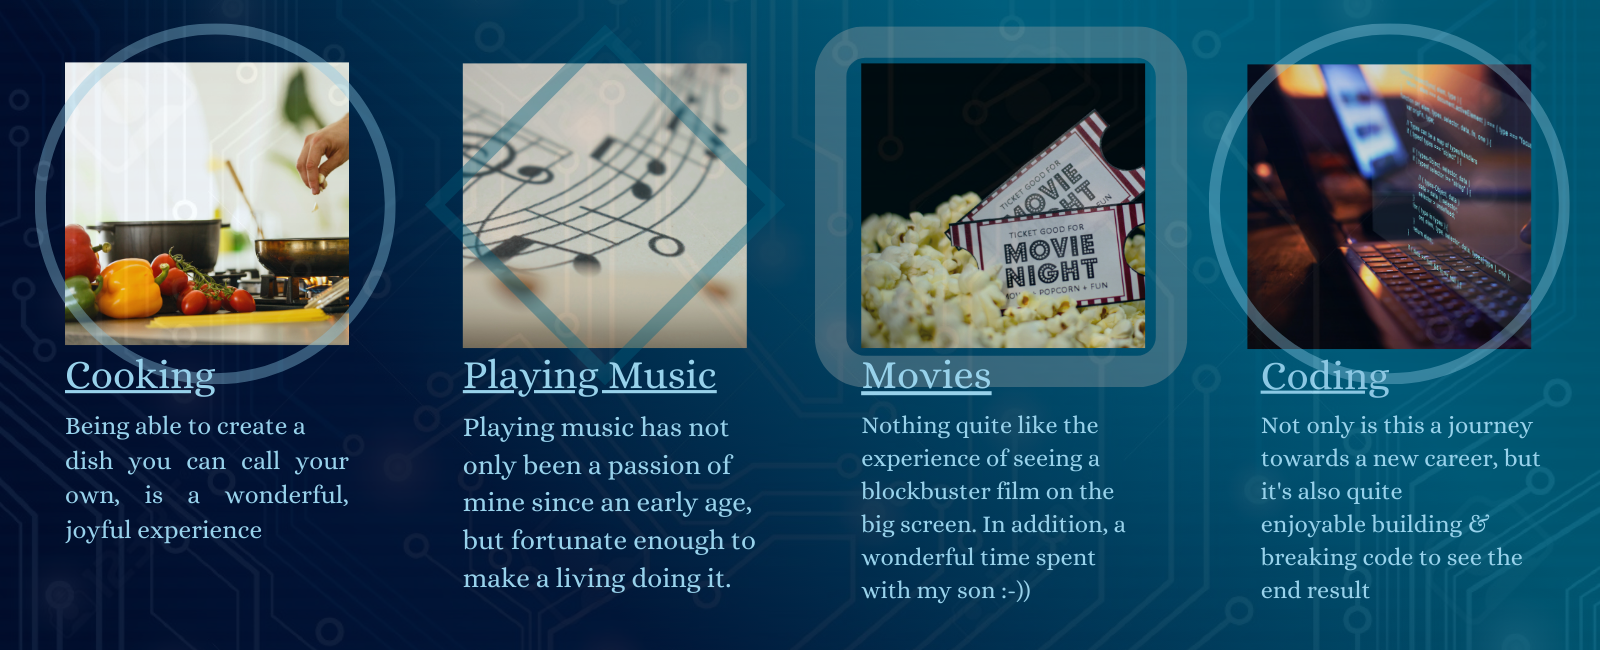 Cooking
Being able to create a
dish you can call your
own, is a wonderful,
joyful experience
Playing Music
Playing music has not
only been a passion of
mine since an early age,
but fortunate enough to
make a living doing it.
TICKET GOOD FOR
MOVIE
NIGHT
TICKET GOOD FOR
MOVIE
NIGHT
POPCORN + FUN
Movies
Nothing quite like the
experience of seeing a
blockbuster film on the
big screen. In addition, a
wonderful time spent
with my son :-))
Coding
Not only is this a journey
towards a new career, but
it's also quite
enjoyable building &
breaking code to see the
end result